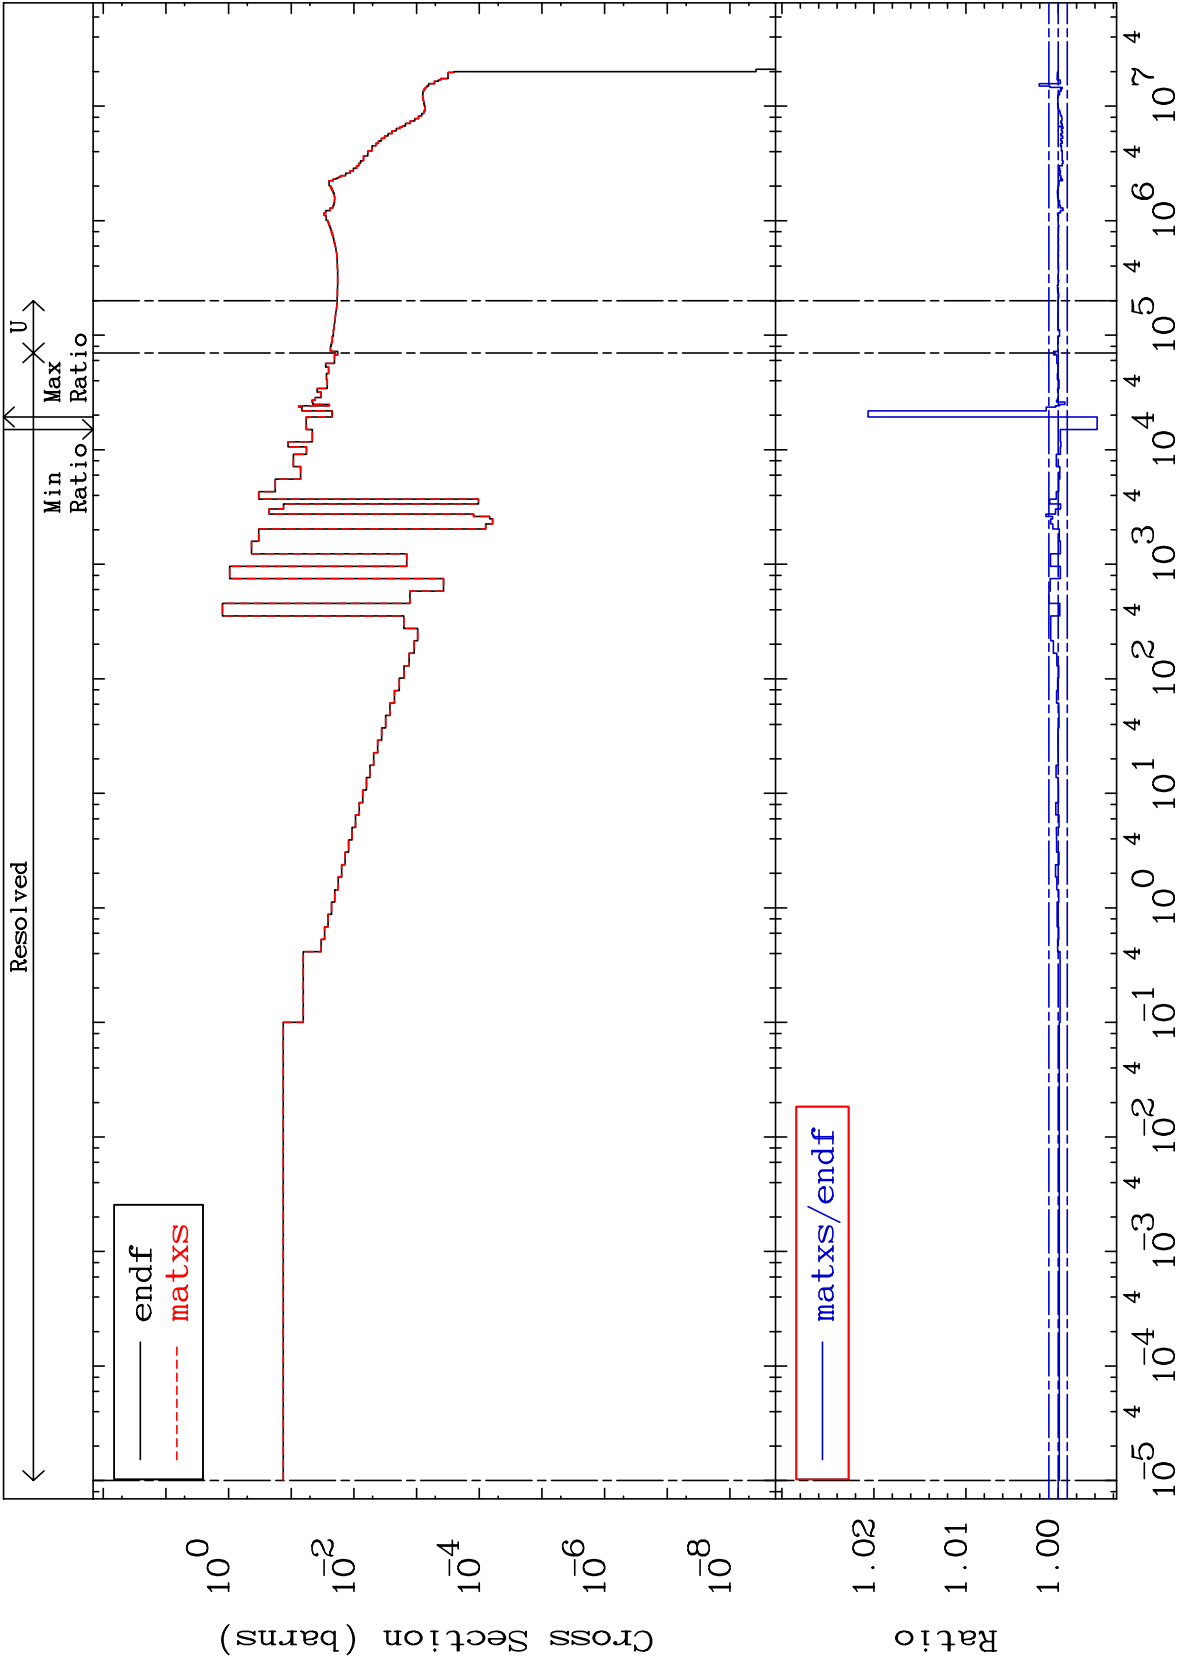 Resolved U
Min Max
Ratio Ratio
endf
matxs
Cross Section (barns)
10^0
10^-2
10^-4
10^-6
10^-8
matxs/endf
Ratio
1.02
1.01
1.00
10^-5 4 10^-4 4 10^-3 4 10^-2 4 10^-1 4 10^0 4 10^1 4 10^2 4 10^3 4 10^4 4 10^5 4 10^6 4 10^7 4